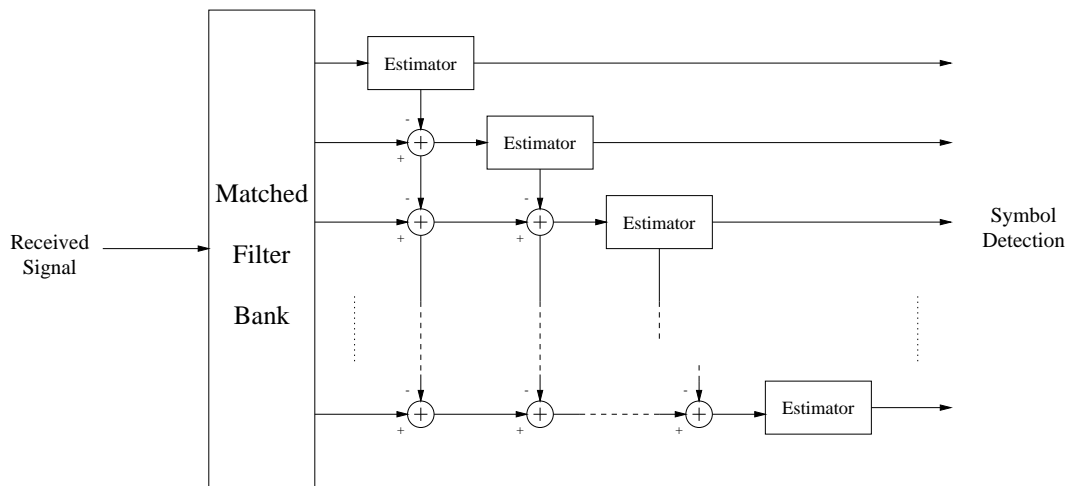 Estimator
-
+
Estimator
Matched
-
-
+
+
Estimator
Symbol
Detection
Received
Signal
Filter
Bank
-
-
-
+
+
+
Estimator